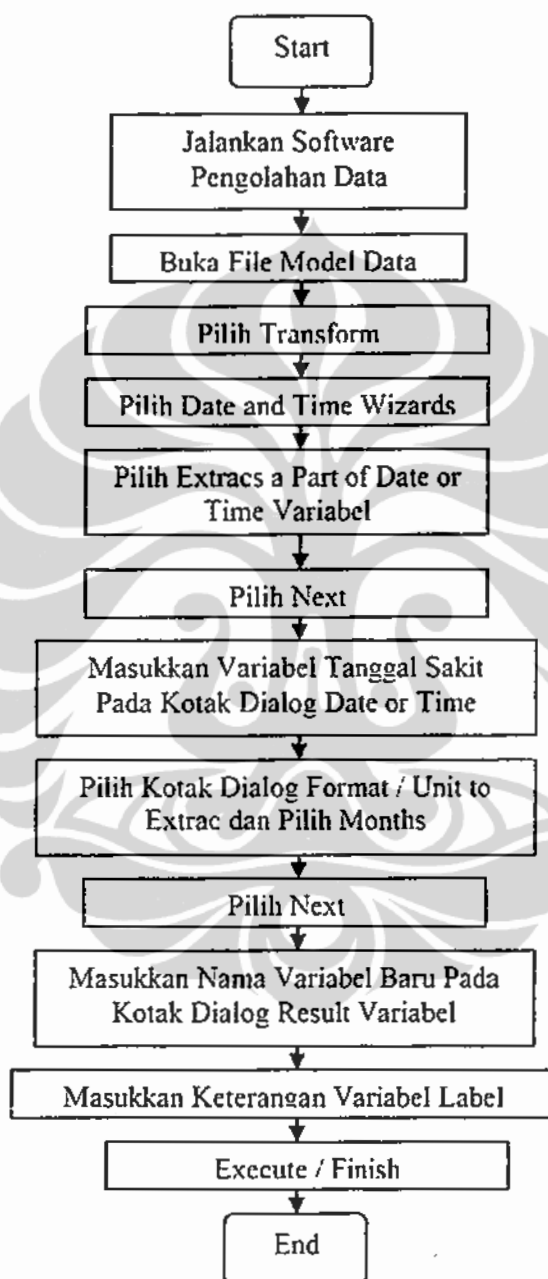 Start
Jalankan Software
Pengolahan Data
Buka File Model Data
Pilih Transform
Pilih Date and Time Wizards
Pilih Extracs a Part of Date or
Time Variabel
Pilih Next
Masukkan Variabel Tanggal Sakit
Pada Kotak Dialog Date or Time
Pilih Kotak Dialog Format / Unit to
Extrac dan Pilih Months
Pilih Next
Masukkan Nama Variabel Baru Pada
Kotak Dialog Result Variabel
Masukkan Keterangan Variabel Label
Execute / Finish
End